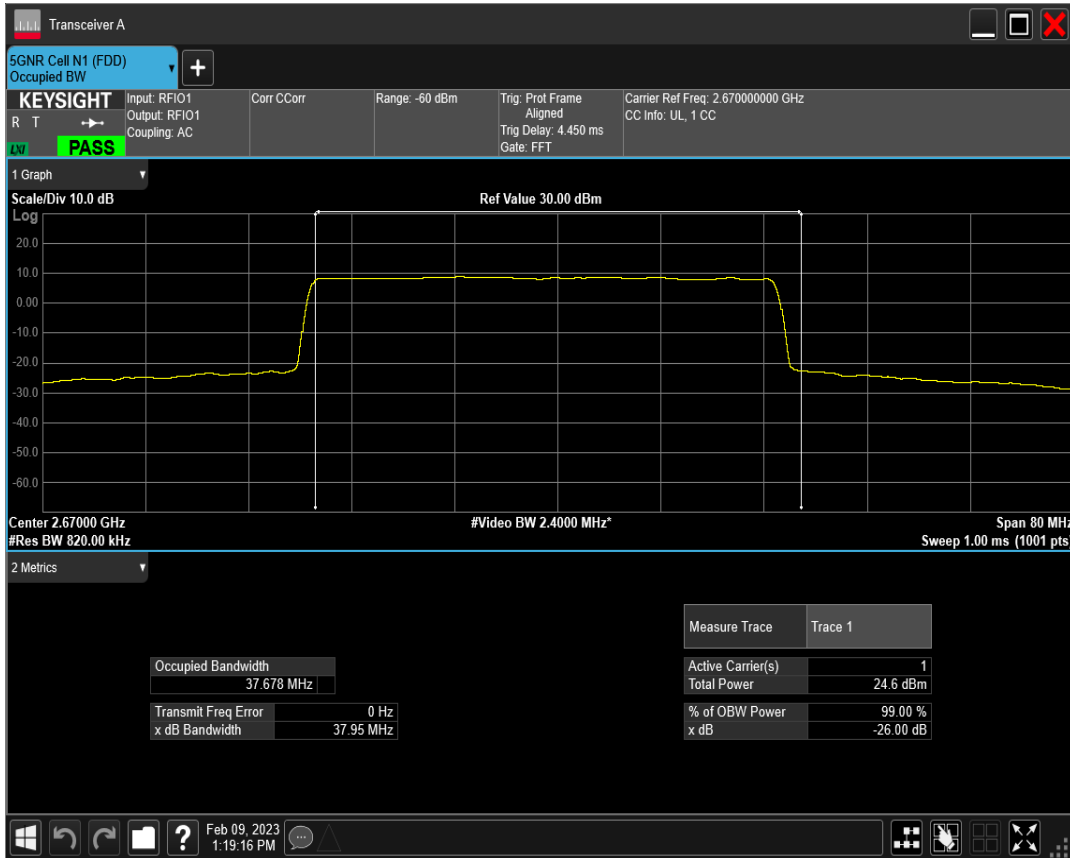 Transceiver A
5GNR Cell N1 (FDD)
Occupied BW
+
KEYSIGHT
R T
LXI
PASS
Input: RFIO1
Output: RFIO1
Coupling: AC
Corr CCorr
Range: -60 dBm
Trig: Prot Frame
Aligned
Trig Delay: 4.450 ms
Gate: FFT
Carrier Ref Freq: 2.670000000 GHz
CC Info: UL, 1 CC
1 Graph
Scale/Div 10.0 dB
Ref Value 30.00 dBm
Log
20.0
10.0
0.00
-10.0
-20.0
-30.0
-40.0
-50.0
-60.0
Center 2.67000 GHz
#Video BW 2.4000 MHz*
Span 80 MHz
#Res BW 820.00 kHz
Sweep 1.00 ms (1001 pts)
2 Metrics
Measure Trace Trace 1
Occupied Bandwidth
37.678 MHz
Active Carrier(s) 1
Total Power 24.6 dBm
Transmit Freq Error 0 Hz
x dB Bandwidth 37.95 MHz
% of OBW Power 99.00 %
x dB -26.00 dB
?
Feb 09, 2023
1:19:16 PM